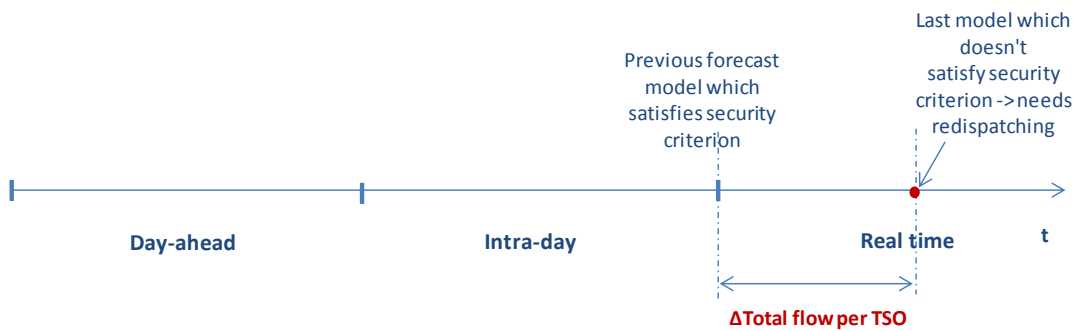 Last model which
doesn't
satisfy security
criterion ->needs
redispatching
Previous forecast
model which
satisfies security
criterion
Day-ahead
Intra-day
Real time
t
ΔTotal flow per TSO